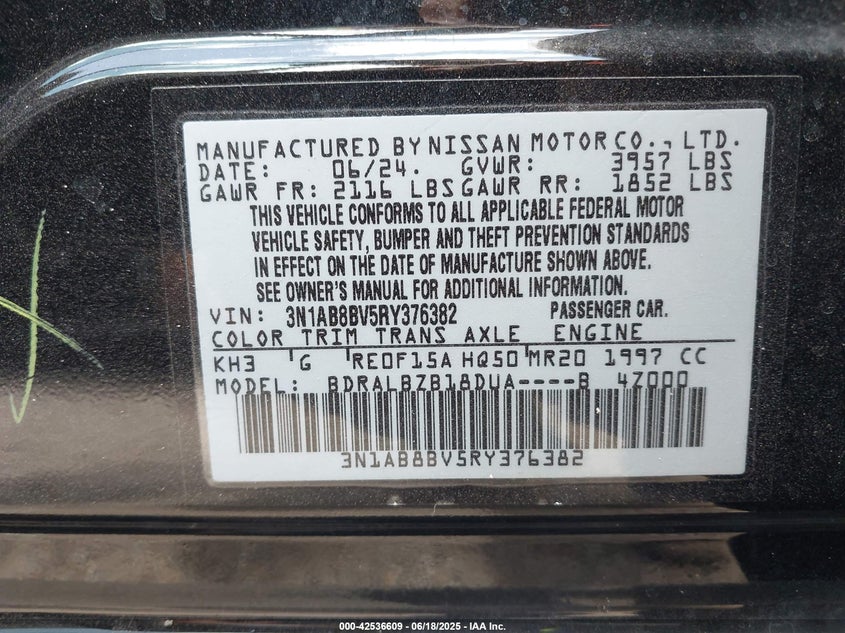 MANUFACTURED BY NISSAN MOTOR CO., LTD.
DATE: 06/24. GVWR: 3957 LBS
GAWR FR: 2116 LBS GAWR RR: 1852 LBS
THIS VEHICLE CONFORMS TO ALL APPLICABLE FEDERAL MOTOR
VEHICLE SAFETY, BUMPER AND THEFT PREVENTION STANDARDS
IN EFFECT ON THE DATE OF MANUFACTURE SHOWN ABOVE.
SEE OWNER'S MANUAL FOR ADDITIONAL INFORMATION.
VIN: 3N1AB8BV5RY376382 PASSENGER CAR.
COLOR TRIM TRANS AXLE ENGINE
KH3 G RE0F15A HQ50 MR20 1997 CC
MODEL: BDRALBZB18DUA----B 4Z000
3N1AB8BV5RY376382
000-42536609 - 06/18/2025 - IAA Inc.